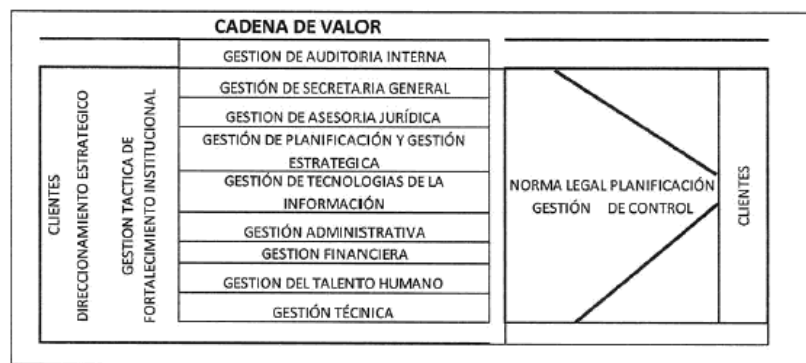 CADENA DE VALOR
GESTION DE AUDITORIA INTERNA
CLIENTES
DIRECCIONAMIENTO ESTRATEGICO
GESTION TACTICA DE
FORTALECIMIENTO INSTITUCIONAL
GESTIÓN DE SECRETARIA GENERAL
GESTION DE ASESORIA JURÍDICA
GESTIÓN DE PLANIFICACIÓN Y GESTIÓN
ESTRATEGICA
GESTIÓN DE TECNOLOGIAS DE LA
INFORMACIÓN
GESTIÓN ADMINISTRATIVA
GESTION FINANCIERA
GESTION DEL TALENTO HUMANO
GESTIÓN TÉCINICA
NORMA LEGAL PLANIFICACIÓN
GESTIÓN DE CONTROL
CLIENTES